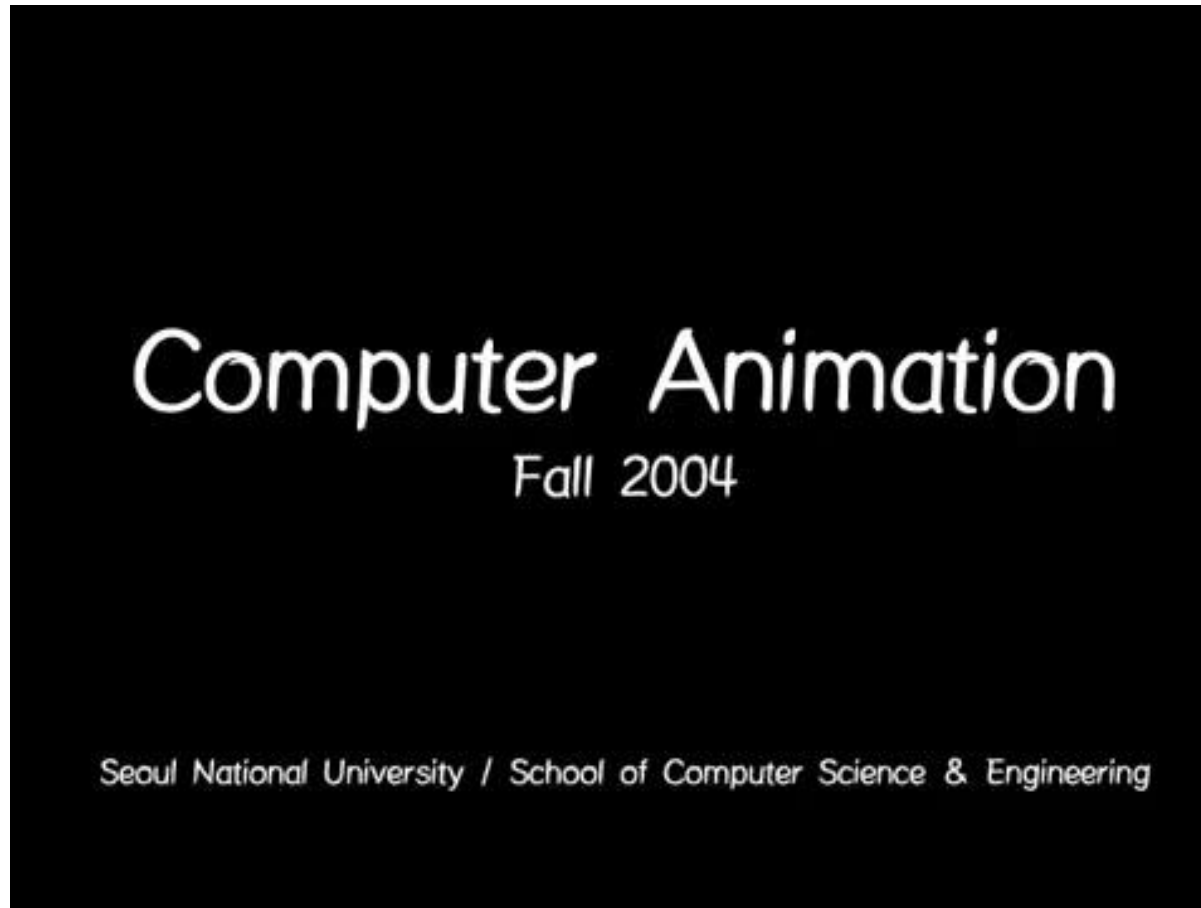 Computer Animation
Fall 2004
Seoul National University / School of Computer Science & Engineering